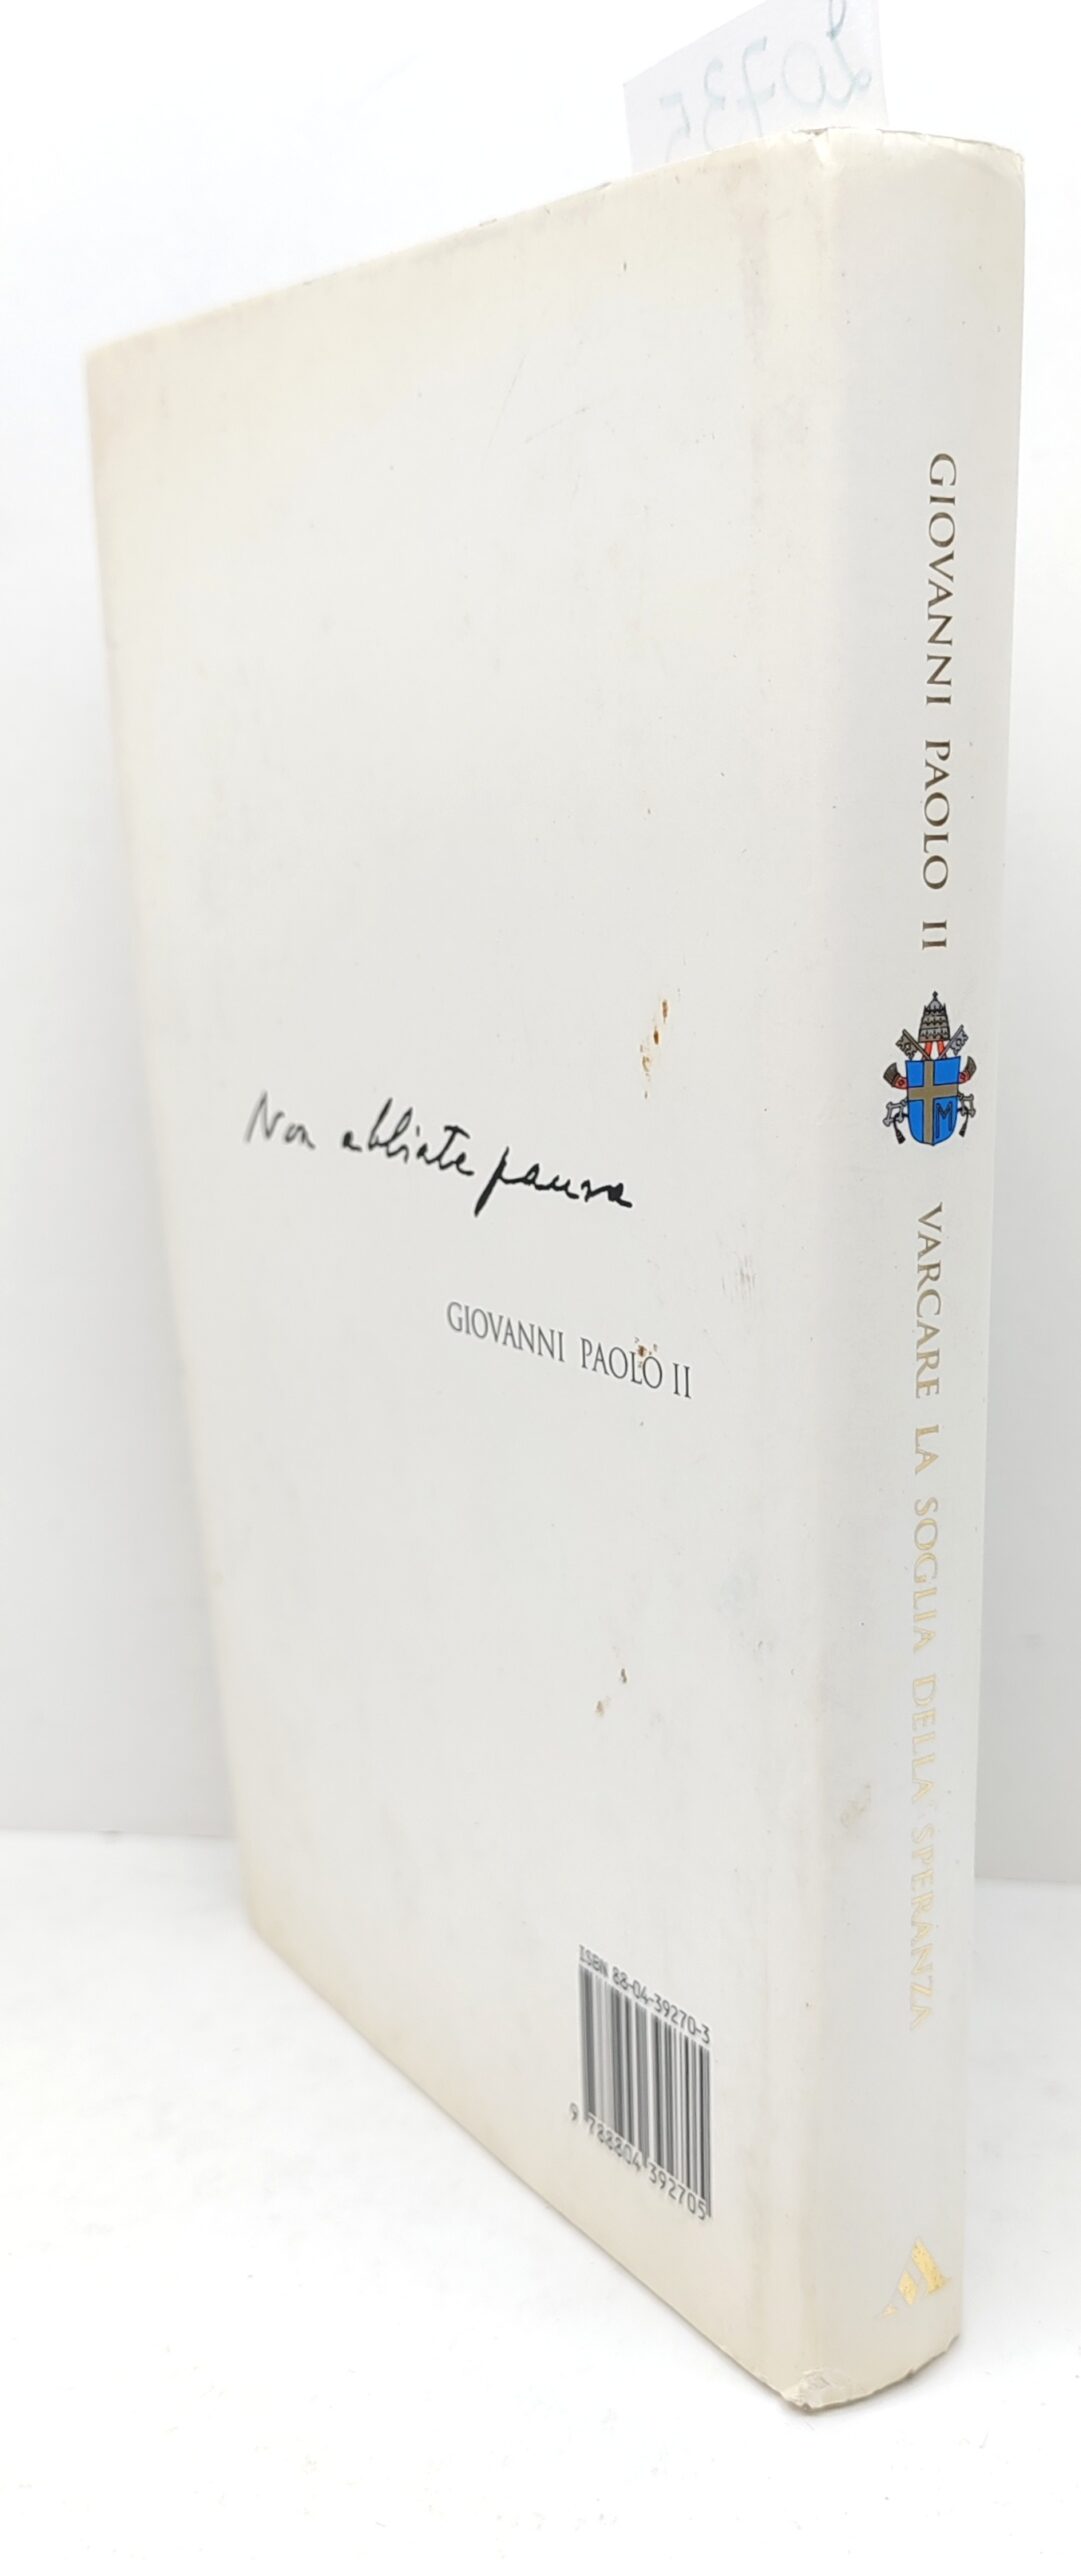 20735
GIOVANNI PAOLO II
M
VARCARE LA SOGLIA DELLA SPERANZA
Non abbiate paura
GIOVANNI PAOLO II
ISBN 88-04-39270-3
9 788804 392705